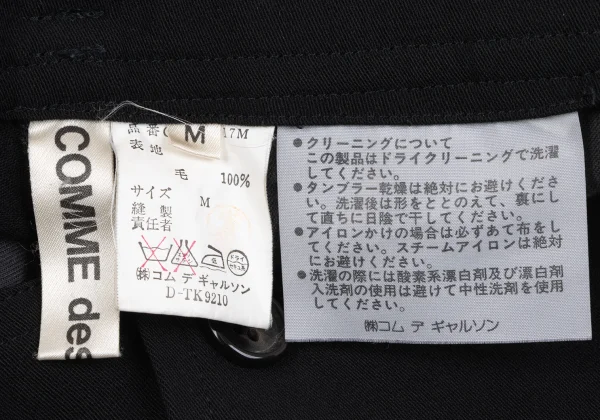 COMME des
品番
M
17M
表地
毛 100%
サイズ M
縫製
責任者
ドライ
㈱コム デ ギャルソン
D-TK9210
●クリーニングについて
この製品はドライクリーニングで洗濯
してください。
●タンブラー乾燥は絶対にお避けくださ
い。洗濯後は形をととのえて、裏にし
て直ちに日陰で干してください。
●アイロンかけの場合は必ずあて布をし
てください。スチームアイロンは絶対
にお避けください。
●洗濯の際には酸素系漂白剤及び漂白剤
入洗剤の使用は避けて中性洗剤を使用
してください。
㈱コム デ ギャルソン